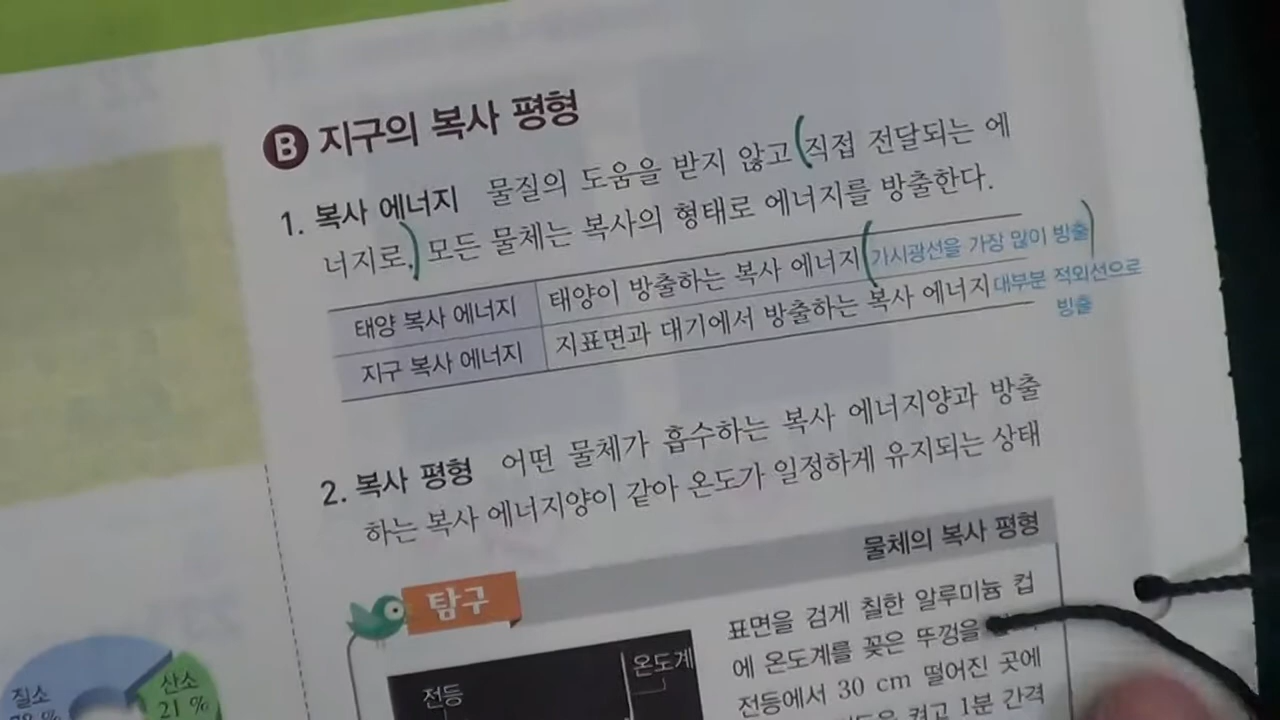 B 지구의 복사 평형
1. 복사 에너지 물질의 도움을 받지 않고 직접 전달되는 에
너지로, 모든 물체는 복사의 형태로 에너지를 방출한다.
태양 복사 에너지 태양이 방출하는 복사 에너지 가시광선을 가장 많이 방출
지구 복사 에너지 지표면과 대기에서 방출하는 복사 에너지 대부분 적외선으로
방출
2. 복사 평형 어떤 물체가 흡수하는 복사 에너지양과 방출
하는 복사 에너지양이 같아 온도가 일정하게 유지되는 상태
물체의 복사 평형
탐구
표면을 검게 칠한 알루미늄 컵
에 온도계를 꽂은 뚜껑을
전등에서 30 cm 떨어진 곳에
켜고 1분 간격
온도계
전등
질소
산소
21 %